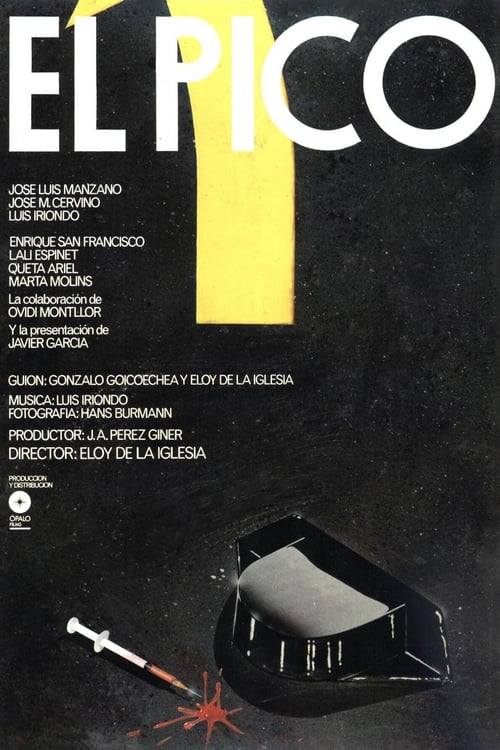 EL PICO
JOSE LUIS MANZANO
JOSE M. CERVINO
LUIS IRIONDO
ENRIQUE SAN FRANCISCO
LALI ESPINET
QUETA ARIEL
MARTA MOLINS
La colaboración de
OVIDI MONTLLOR
Y la presentación de
JAVIER GARCIA
GUION: GONZALO GOICOECHEA Y ELOY DE LA IGLESIA
MUSICA: LUIS IRIONDO
FOTOGRAFIA: HANS BURMANN
PRODUCTOR: J.A. PEREZ GINER
DIRECTOR: ELOY DE LA IGLESIA
PRODUCCION
Y DISTRIBUCION
ÓPALO
FILMS